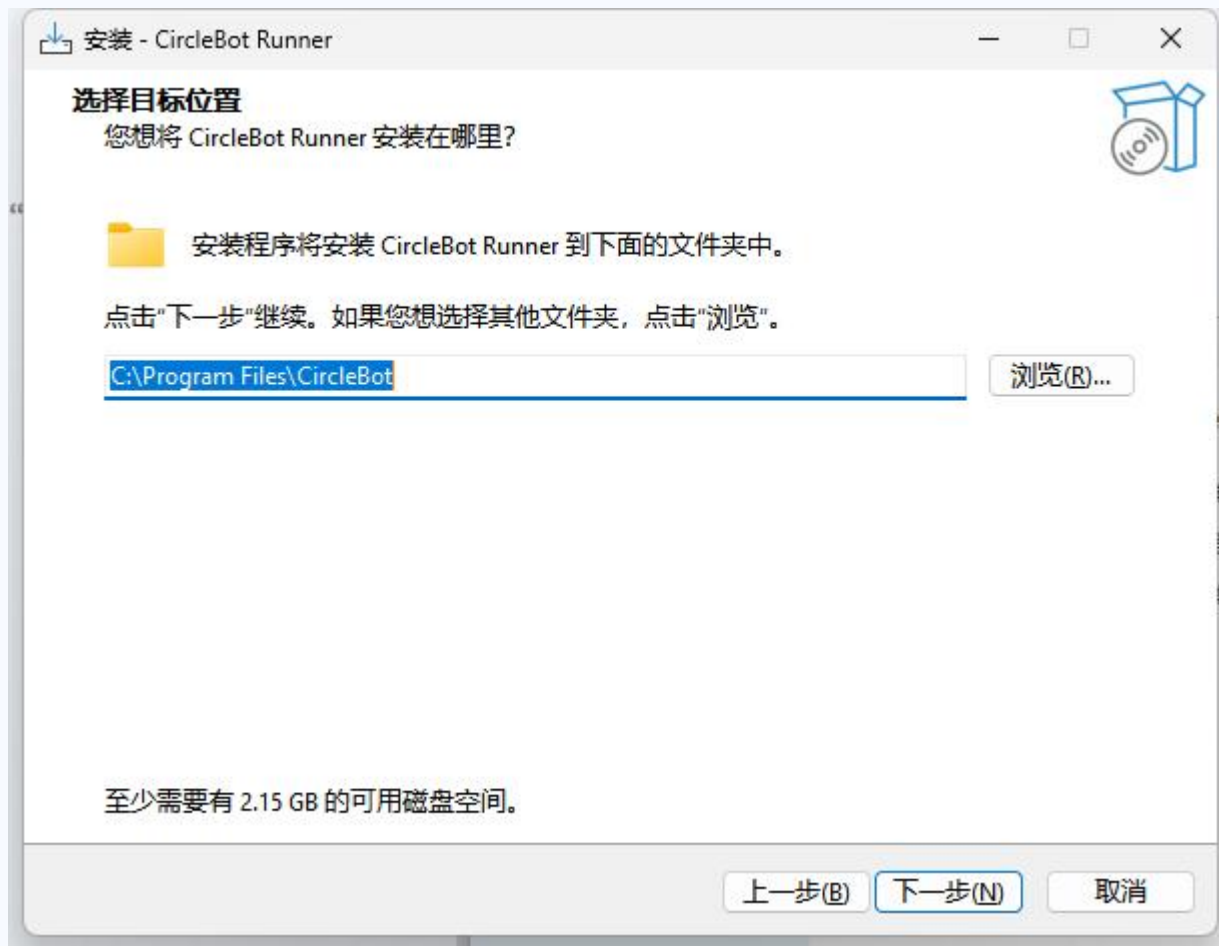 安装 - CircleBot Runner
选择目标位置
您想将 CircleBot Runner 安装在哪里?
安装程序将安装 CircleBot Runner 到下面的文件夹中。
点击"下一步"继续。如果您想选择其他文件夹，点击"浏览"。
C:\Program Files\CircleBot
浏览(R)...
至少需要有 2.15 GB 的可用磁盘空间。
上一步(B) 下一步(N) 取消